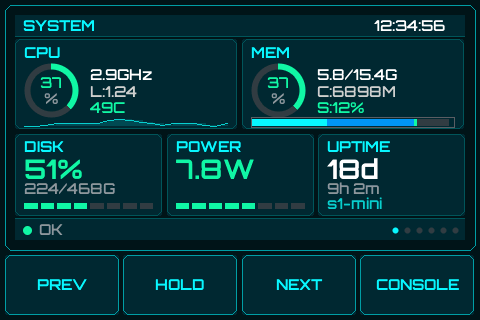 SYSTEM 12:34:56
CPU
37
%
2.9GHz
L:1.24
49C
MEM
37
%
5.8/15.4G
C:6898M
S:12%
DISK
51%
224/468G
POWER
7.8W
UPTIME
18d
9h 2m
s1-mini
OK
PREV HOLD NEXT CONSOLE